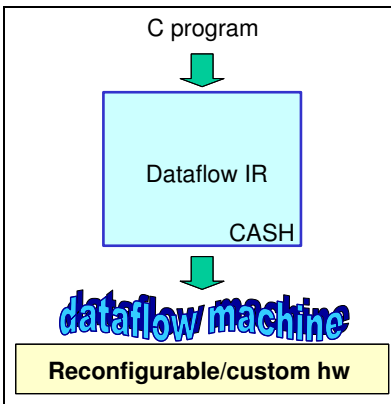 C program
Dataflow IR
CASH
dataflow machine
Reconfigurable/custom hw